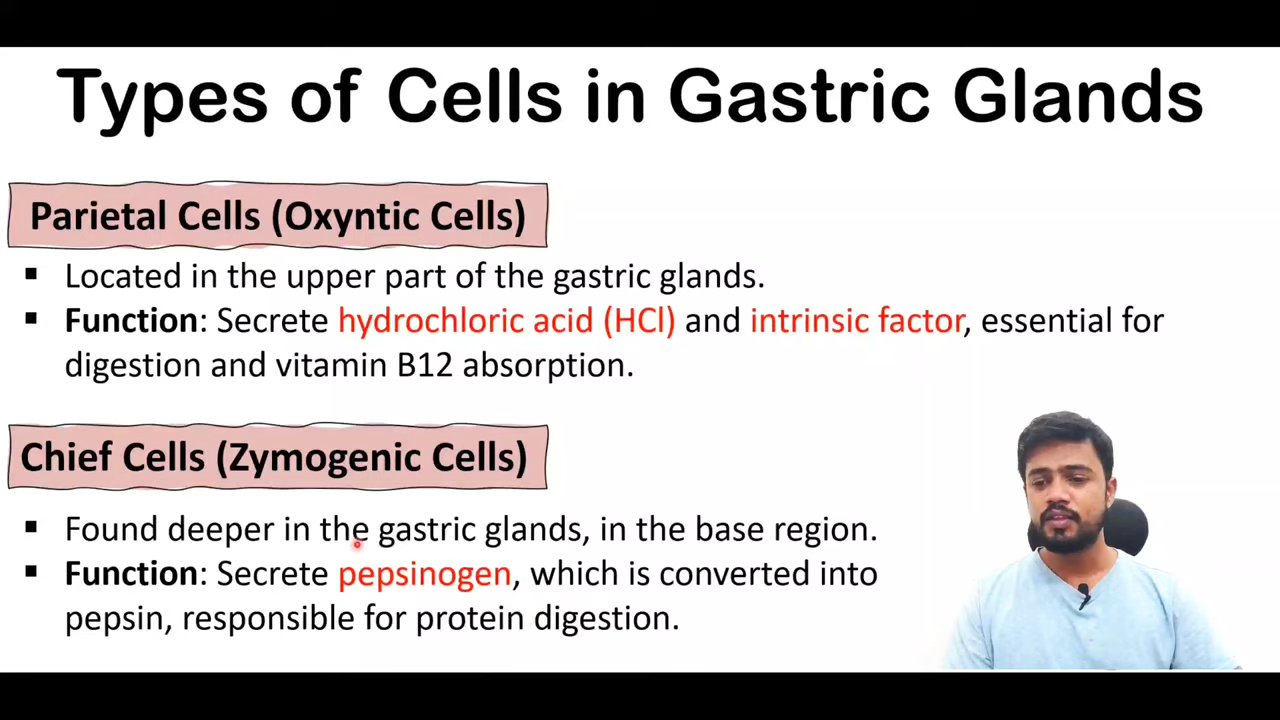 Types of Cells in Gastric Glands
Parietal Cells (Oxyntic Cells)
▪ Located in the upper part of the gastric glands.
▪ Function: Secrete hydrochloric acid (HCl) and intrinsic factor, essential for
digestion and vitamin B12 absorption.
Chief Cells (Zymogenic Cells)
▪ Found deeper in the gastric glands, in the base region.
▪ Function: Secrete pepsinogen, which is converted into
pepsin, responsible for protein digestion.